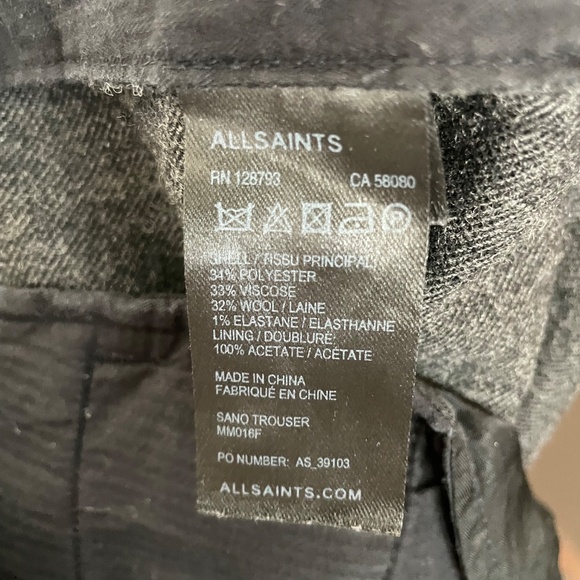 ALLSAINTS
RN 128793 CA 58080
SHELL / TISSU PRINCIPAL:
34% POLYESTER
33% VISCOSE
32% WOOL / LAINE
1% ELASTANE / ELASTHANNE
LINING / DOUBLURE:
100% ACETATE / ACÉTATE
MADE IN CHINA
FABRIQUÉ EN CHINE
SANO TROUSER
MM016F
PO NUMBER: AS_39103
ALLSAINTS.COM